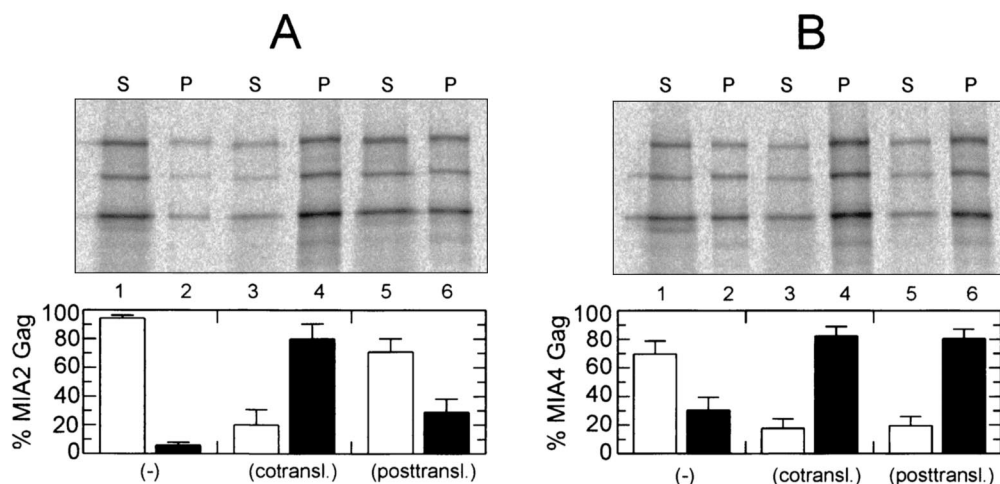 A
S P S P S P
1 2 3 4 5 6
% MIA2 Gag
100
80
60
40
20
0
(-) (cotransl.) (posttransl.)
B
S P S P S P
1 2 3 4 5 6
% MIA4 Gag
100
80
60
40
20
0
(-) (cotransl.) (posttransl.)